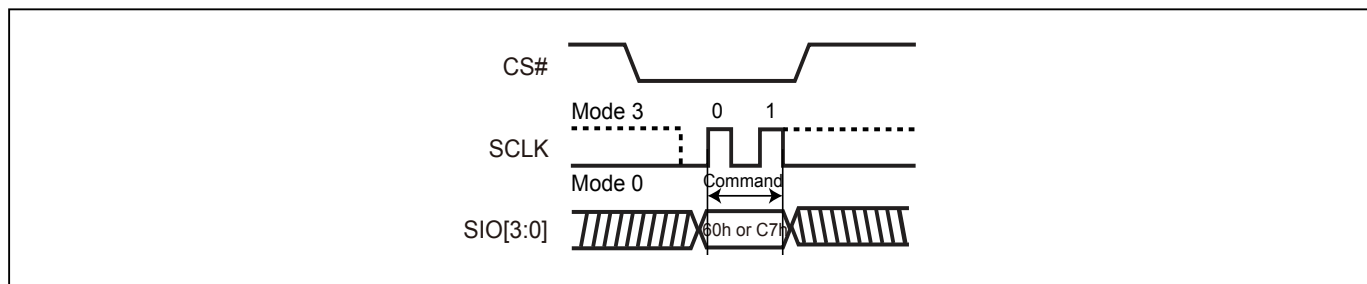 CS#
Mode 3 0 1
SCLK
Mode 0 Command
SIO[3:0] 60h or C7h